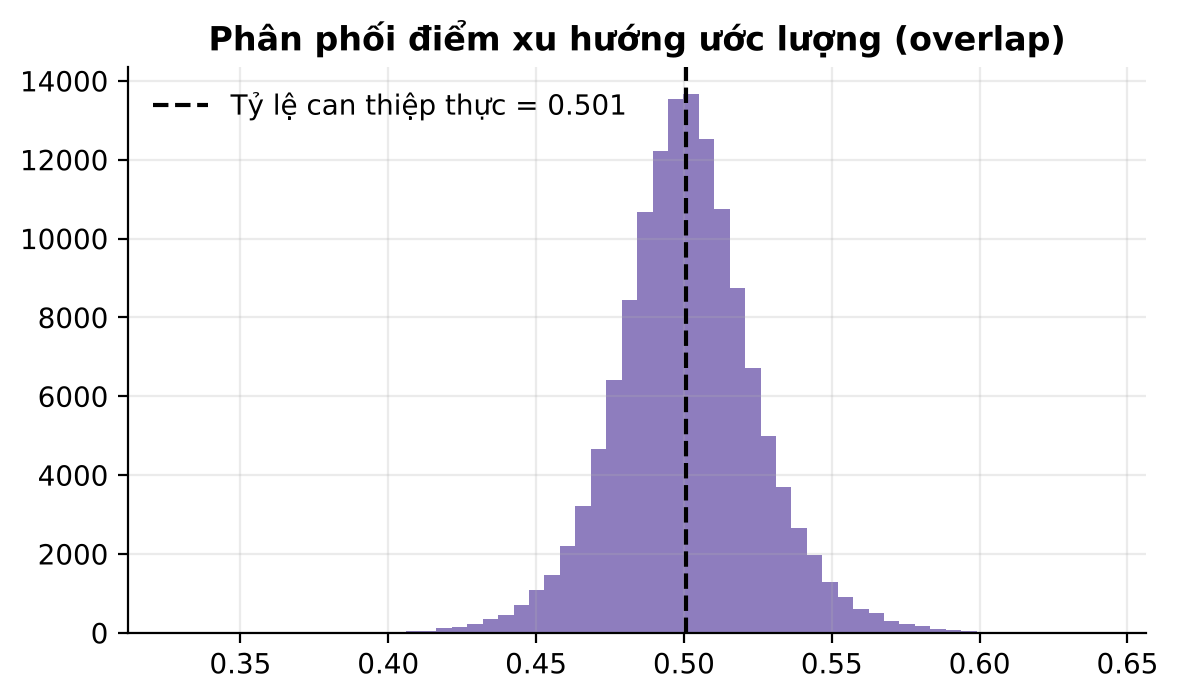 Phân phối điểm xu hướng ước lượng (overlap)
14000
Tỷ lệ can thiệp thực = 0.501
12000
10000
8000
6000
4000
2000
0
0.35 0.40 0.45 0.50 0.55 0.60 0.65